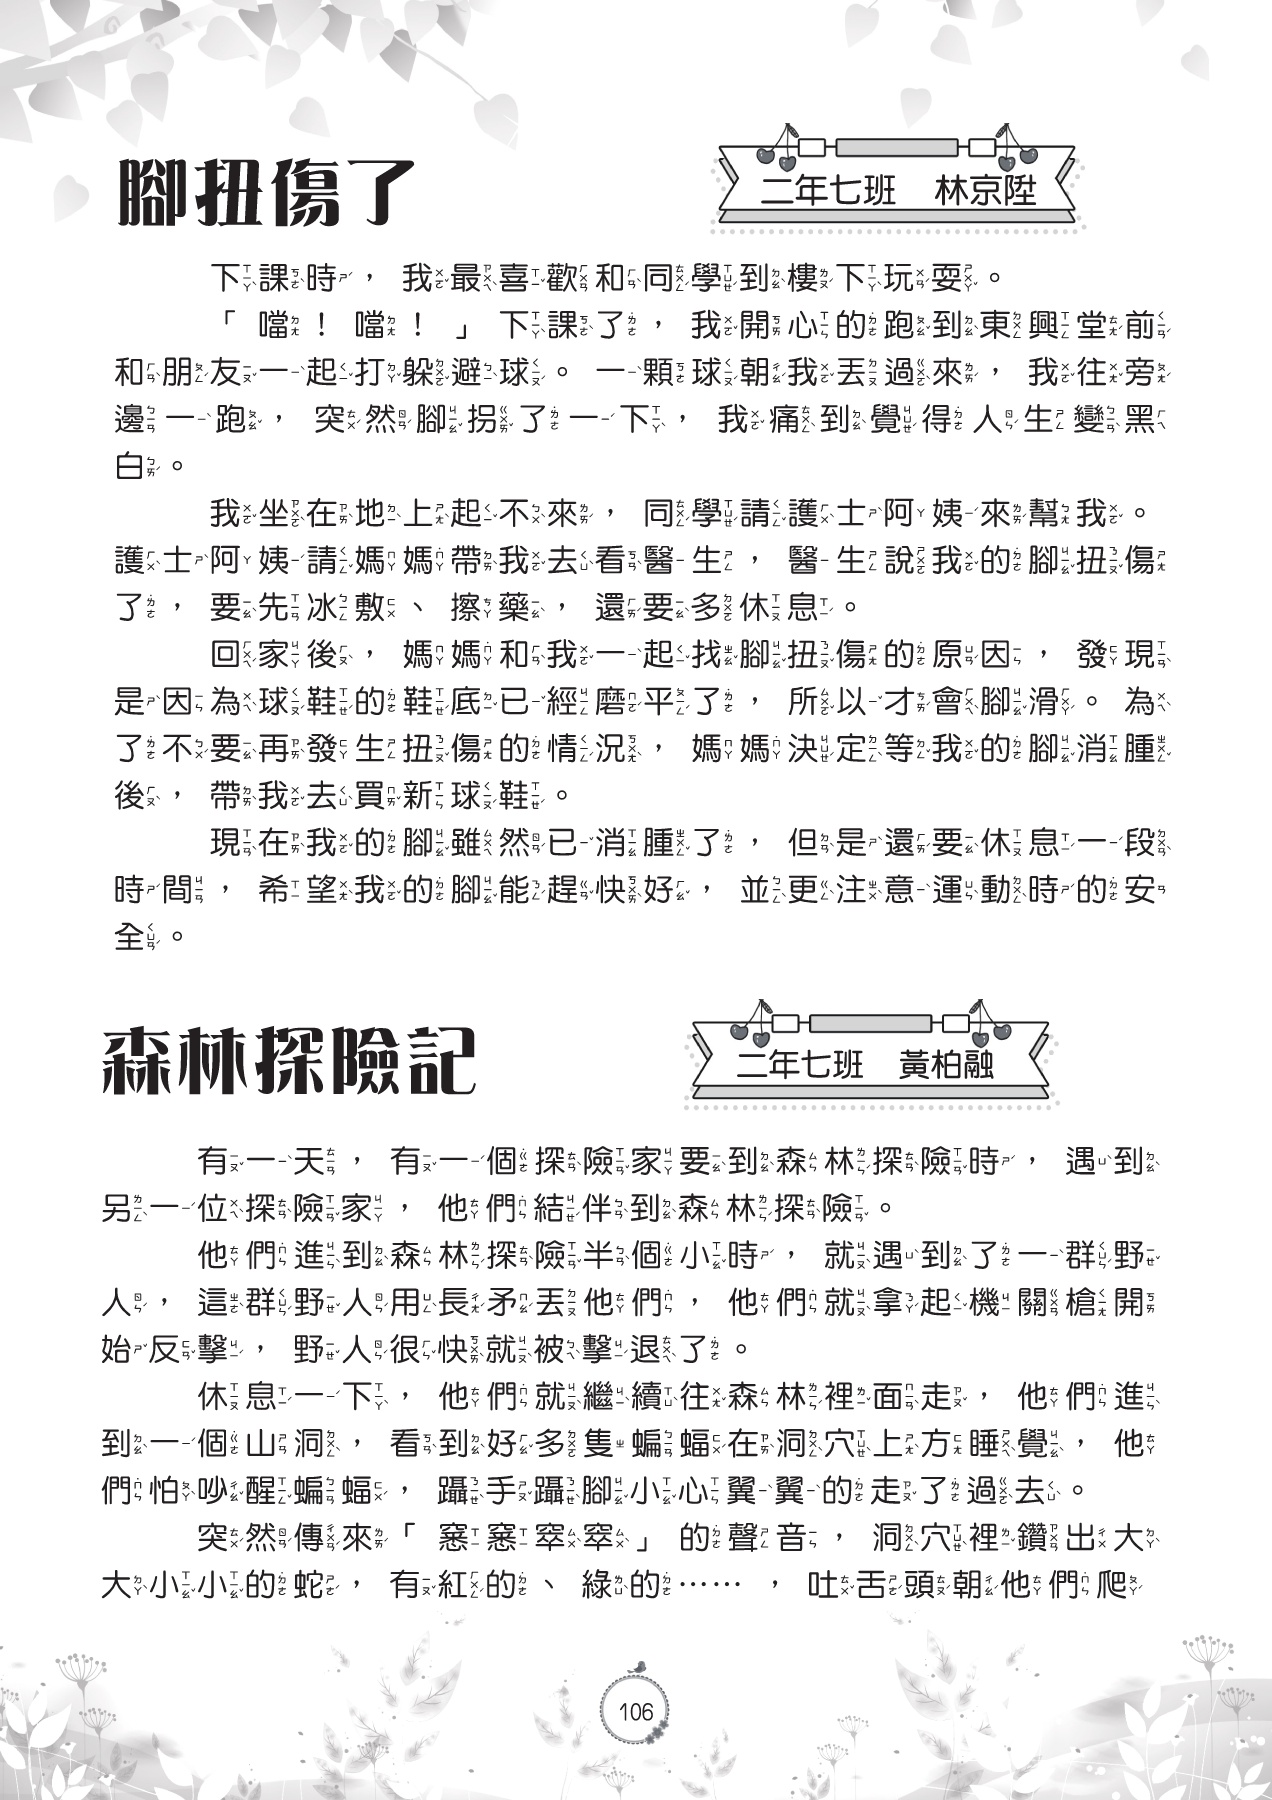 腳扭傷了
二年七班 林京陞
下課時，我最喜歡和同學到樓下玩耍。
「噹！噹！」下課了，我開心的跑到東興堂前
和朋友一起打躲避球。一顆球朝我丟過來，我往旁
邊一跑，突然腳拐了一下，我痛到覺得人生變黑
白。
我坐在地上起不來，同學請護士阿姨來幫我。
護士阿姨請媽媽帶我去看醫生，醫生說我的腳扭傷
了，要先冰敷、擦藥，還要多休息。
回家後，媽媽和我一起找腳扭傷的原因，發現
是因為球鞋的鞋底已經磨平了，所以才會腳滑。為
了不要再發生扭傷的情況，媽媽決定等我的腳消腫
後，帶我去買新球鞋。
現在我的腳雖然已消腫了，但是還要休息一段
時間，希望我的腳能趕快好，並更注意運動時的安
全。
森林探險記
二年七班 黃柏融
有一天，有一個探險家要到森林探險時，遇到
另一位探險家，他們結伴到森林探險。
他們進到森林探險半個小時，就遇到了一群野
人，這群野人用長矛丟他們，他們就拿起機關槍開
始反擊，野人很快就被擊退了。
休息一下，他們就繼續往森林裡面走，他們進
到一個山洞，看到好多隻蝙蝠在洞穴上方睡覺，他
們怕吵醒蝙蝠，躡手躡腳小心翼翼的走了過去。
突然傳來「窸窸窣窣」的聲音，洞穴裡鑽出大
大小小的蛇，有紅的、綠的……，吐舌頭朝他們爬
106